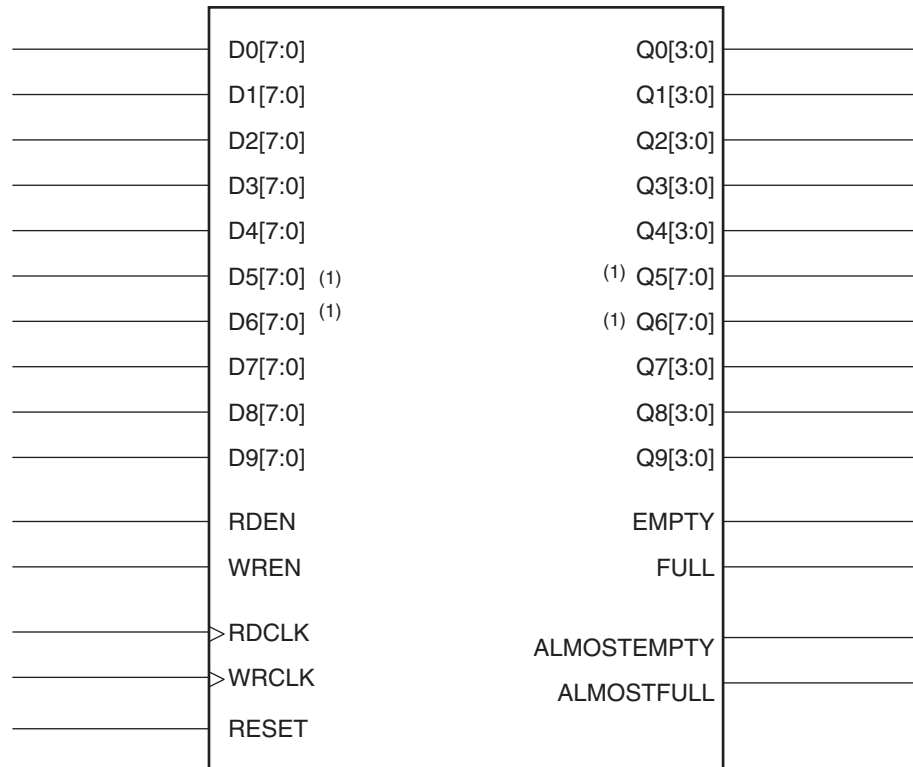 D0[7:0] Q0[3:0]
D1[7:0] Q1[3:0]
D2[7:0] Q2[3:0]
D3[7:0] Q3[3:0]
D4[7:0] Q4[3:0]
D5[7:0] (1) (1) Q5[7:0]
D6[7:0] (1) (1) Q6[7:0]
D7[7:0] Q7[3:0]
D8[7:0] Q8[3:0]
D9[7:0] Q9[3:0]
RDEN EMPTY
WREN FULL
RDCLK ALMOSTEMPTY
WRCLK ALMOSTFULL
RESET